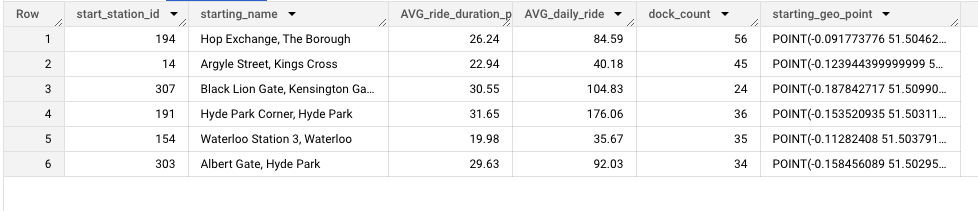 Row start_station_id starting_name AVG_ride_duration_p AVG_daily_ride dock_count starting_geo_point
1 194 Hop Exchange, The Borough 26.24 84.59 56 POINT(-0.091773776 51.50462...
2 14 Argyle Street, Kings Cross 22.94 40.18 45 POINT(-0.123944399999999 5...
3 307 Black Lion Gate, Kensington Ga... 30.55 104.83 24 POINT(-0.187842717 51.50990...
4 191 Hyde Park Corner, Hyde Park 31.65 176.06 36 POINT(-0.153520935 51.50311...
5 154 Waterloo Station 3, Waterloo 19.98 35.67 35 POINT(-0.11282408 51.503791...
6 303 Albert Gate, Hyde Park 29.63 92.03 34 POINT(-0.158456089 51.50295...